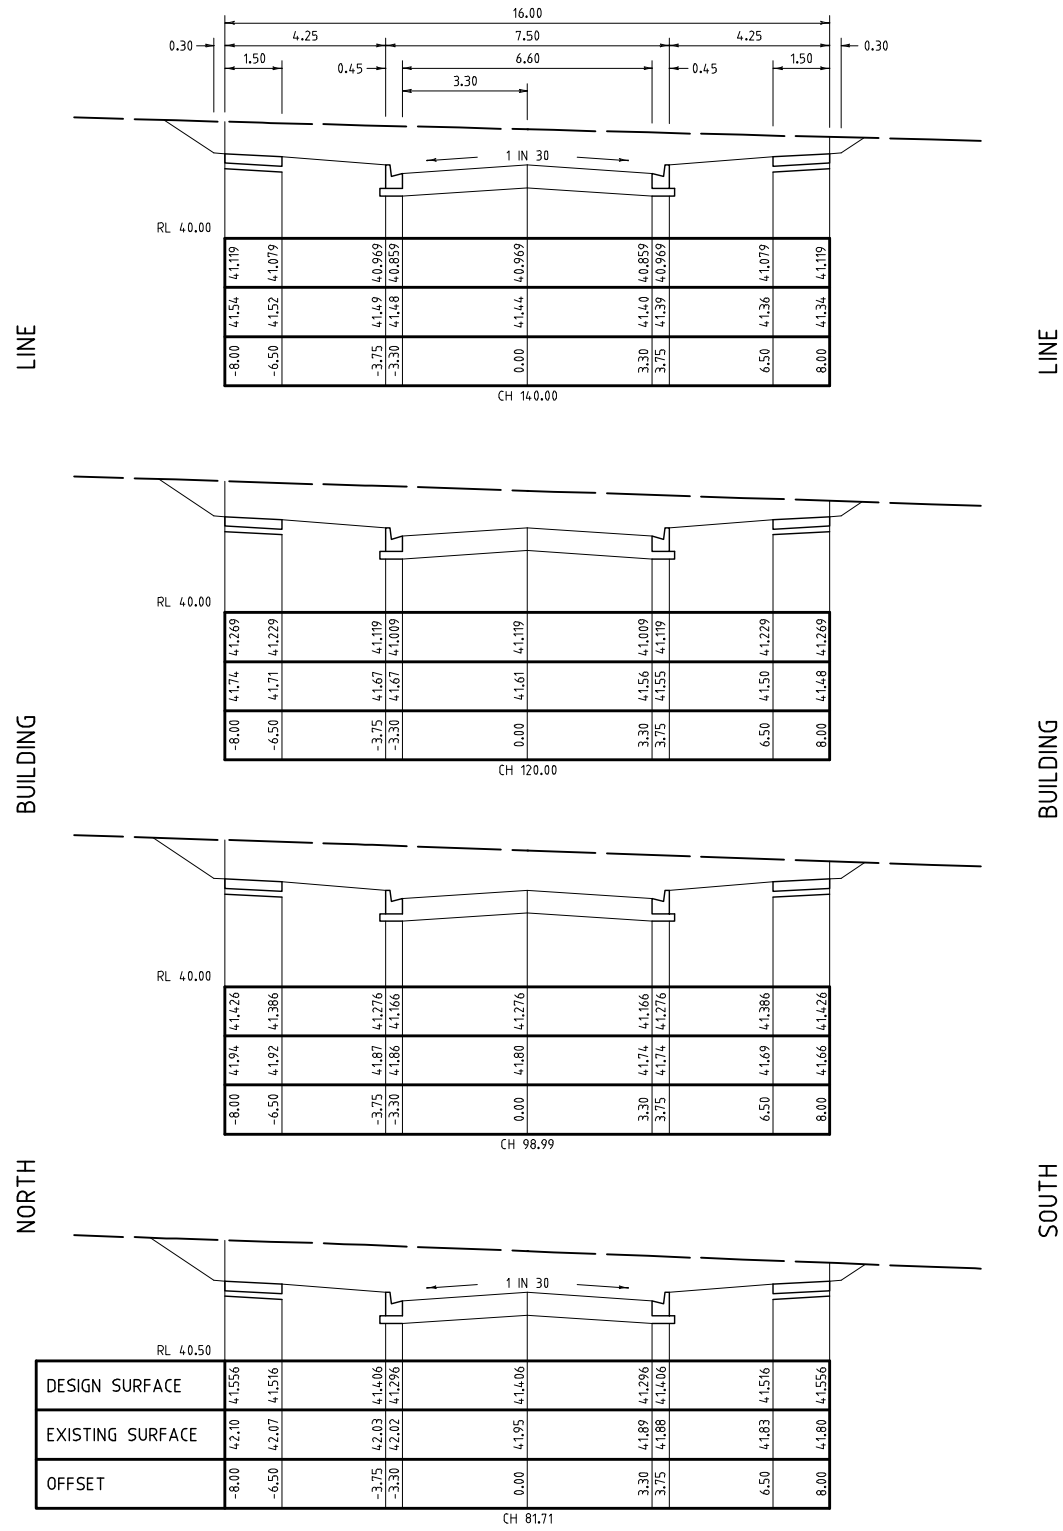 16.00
0.30 4.25 7.50 4.25 0.30
1.50 0.45 6.60 0.45 1.50
3.30
1 IN 30
RL 40.00
41.119 41.079 40.969 40.859 40.969 40.859 40.969 41.079 41.119
41.54 41.52 41.49 41.48 41.44 41.40 41.39 41.36 41.34
-8.00 -6.50 -3.75 -3.30 0.00 3.30 3.75 6.50 8.00
CH 140.00
RL 40.00
41.269 41.229 41.119 41.009 41.119 41.009 41.119 41.229 41.269
41.74 41.71 41.67 41.67 41.61 41.56 41.55 41.50 41.48
-8.00 -6.50 -3.75 -3.30 0.00 3.30 3.75 6.50 8.00
CH 120.00
RL 40.00
41.426 41.386 41.276 41.166 41.276 41.166 41.276 41.386 41.426
41.94 41.92 41.87 41.86 41.80 41.74 41.74 41.69 41.66
-8.00 -6.50 -3.75 -3.30 0.00 3.30 3.75 6.50 8.00
CH 98.99
1 IN 30
RL 40.50
DESIGN SURFACE 41.556 41.516 41.406 41.296 41.406 41.296 41.406 41.516 41.556
EXISTING SURFACE 42.10 42.07 42.03 42.02 41.95 41.89 41.88 41.83 41.80
OFFSET -8.00 -6.50 -3.75 -3.30 0.00 3.30 3.75 6.50 8.00
CH 81.71
NORTH BUILDING LINE
SOUTH BUILDING LINE